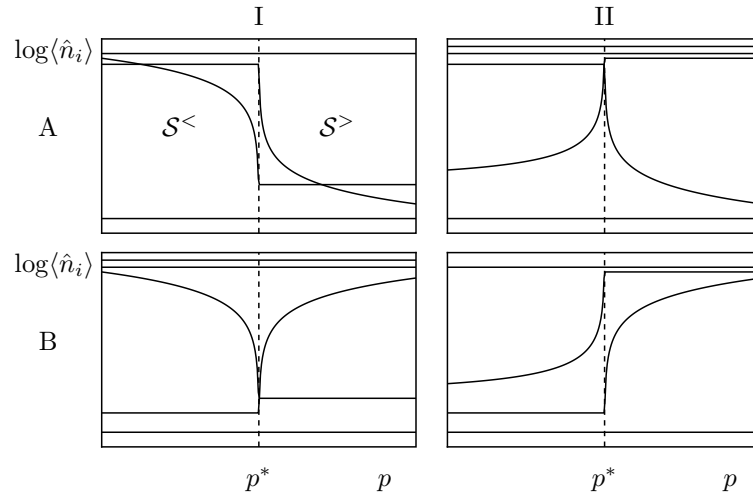 I II
log⟨n̂ᵢ⟩
A 𝒮^< 𝒮^>
log⟨n̂ᵢ⟩
B
p* p p* p